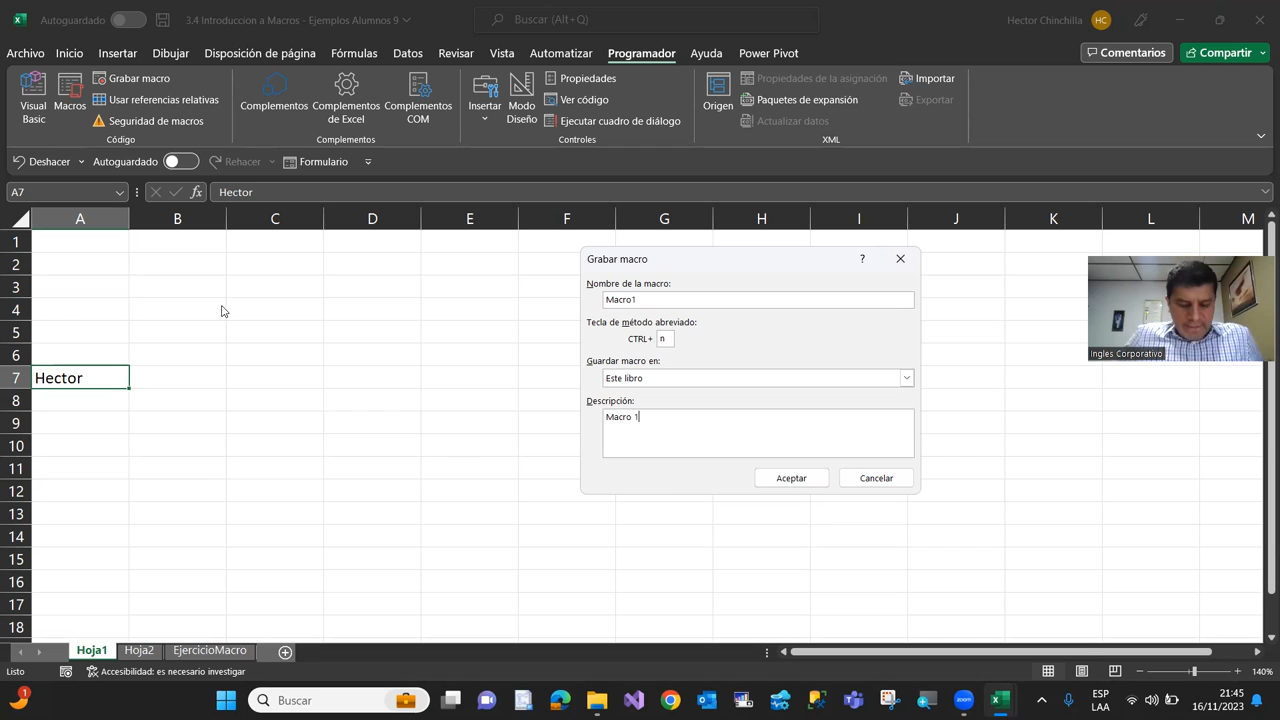 Autoguardado
3.4 Introduccion a Macros - Ejemplos Alumnos 9
Buscar (Alt+Q)
Hector Chinchilla
HC
Archivo Inicio Insertar Dibujar Disposición de página Fórmulas Datos Revisar Vista Automatizar Programador Ayuda Power Pivot
Comentarios
Compartir
Visual Basic
Macros
Grabar macro
Usar referencias relativas
Seguridad de macros
Código
Complementos
Complementos de Excel
Complementos COM
Complementos
Insertar
Modo Diseño
Propiedades
Ver código
Ejecutar cuadro de diálogo
Controles
Origen
Propiedades de la asignación
Paquetes de expansión
Actualizar datos
Importar
Exportar
XML
Deshacer Autoguardado Rehacer Formulario
A7
fx
Hector
A B C D E F G H I J K L M
1
2
3
4
5
6
7 Hector
8
9
10
11
12
13
14
15
16
17
18
Grabar macro
?
Nombre de la macro:
Macro1
Tecla de método abreviado:
CTRL+ n
Guardar macro en:
Este libro
Descripción:
Macro 1
Aceptar Cancelar
Ingles Corporativo
Hoja1 Hoja2 EjercicioMacro
Listo
Accesibilidad: es necesario investigar
140%
1
Buscar
ESP
LAA
21:45
16/11/2023